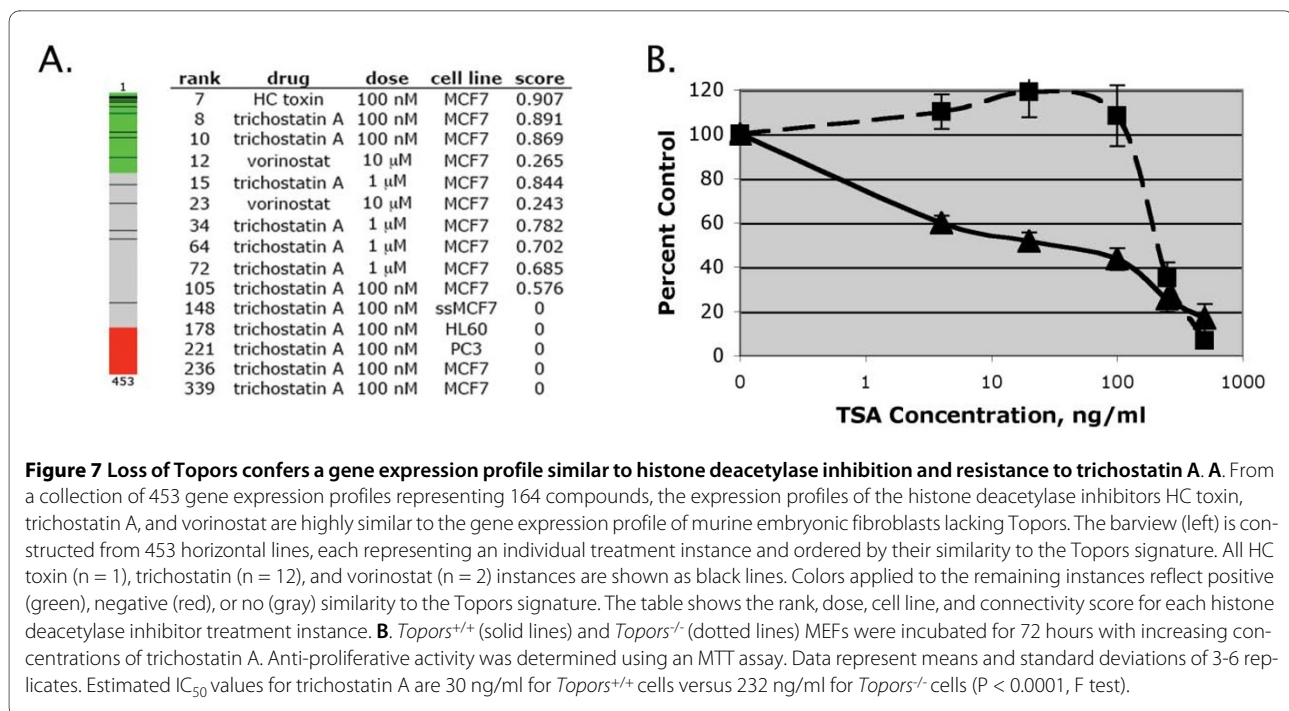 A.
1
453
rank drug dose cell line score
7 HC toxin 100 nM MCF7 0.907
8 trichostatin A 100 nM MCF7 0.891
10 trichostatin A 100 nM MCF7 0.869
12 vorinostat 10 μM MCF7 0.265
15 trichostatin A 1 μM MCF7 0.844
23 vorinostat 10 μM MCF7 0.243
34 trichostatin A 1 μM MCF7 0.782
64 trichostatin A 1 μM MCF7 0.702
72 trichostatin A 1 μM MCF7 0.685
105 trichostatin A 100 nM MCF7 0.576
148 trichostatin A 100 nM ssMCF7 0
178 trichostatin A 100 nM HL60 0
221 trichostatin A 100 nM PC3 0
236 trichostatin A 100 nM MCF7 0
339 trichostatin A 100 nM MCF7 0
B.
Percent Control
120
100
80
60
40
20
0
0 1 10 100 1000
TSA Concentration, ng/ml
Figure 7 Loss of Topors confers a gene expression profile similar to histone deacetylase inhibition and resistance to trichostatin A. A. From
a collection of 453 gene expression profiles representing 164 compounds, the expression profiles of the histone deacetylase inhibitors HC toxin,
trichostatin A, and vorinostat are highly similar to the gene expression profile of murine embryonic fibroblasts lacking Topors. The barview (left) is con-
structed from 453 horizontal lines, each representing an individual treatment instance and ordered by their similarity to the Topors signature. All HC
toxin (n = 1), trichostatin (n = 12), and vorinostat (n = 2) instances are shown as black lines. Colors applied to the remaining instances reflect positive
(green), negative (red), or no (gray) similarity to the Topors signature. The table shows the rank, dose, cell line, and connectivity score for each histone
deacetylase inhibitor treatment instance. B. Topors+/+ (solid lines) and Topors-/- (dotted lines) MEFs were incubated for 72 hours with increasing con-
centrations of trichostatin A. Anti-proliferative activity was determined using an MTT assay. Data represent means and standard deviations of 3-6 rep-
licates. Estimated IC50 values for trichostatin A are 30 ng/ml for Topors+/+ cells versus 232 ng/ml for Topors-/- cells (P < 0.0001, F test).